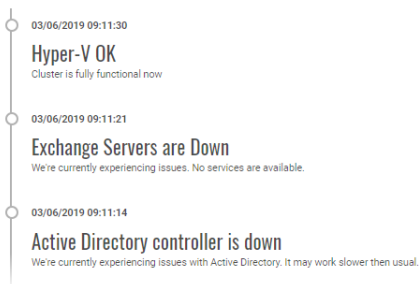 03/06/2019 09:11:30
Hyper-V OK
Cluster is fully functional now
03/06/2019 09:11:21
Exchange Servers are Down
We're currently experiencing issues. No services are available.
03/06/2019 09:11:14
Active Directory controller is down
We're currently experiencing issues with Active Directory. It may work slower then usual.